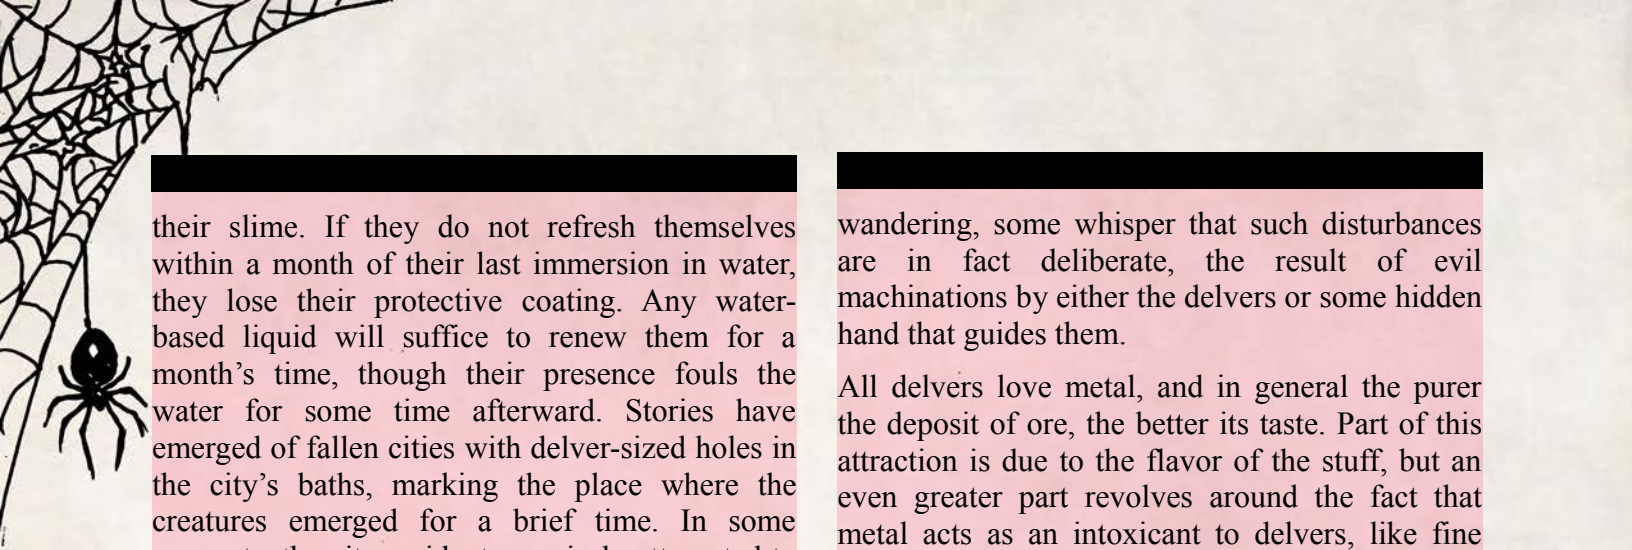 their slime. If they do not refresh themselves
within a month of their last immersion in water,
they lose their protective coating. Any water-
based liquid will suffice to renew them for a
month’s time, though their presence fouls the
water for some time afterward. Stories have
emerged of fallen cities with delver-sized holes in
the city’s baths, marking the place where the
creatures emerged for a brief time. In some
wandering, some whisper that such disturbances
are in fact deliberate, the result of evil
machinations by either the delvers or some hidden
hand that guides them.
All delvers love metal, and in general the purer
the deposit of ore, the better its taste. Part of this
attraction is due to the flavor of the stuff, but an
even greater part revolves around the fact that
metal acts as an intoxicant to delvers, like fine